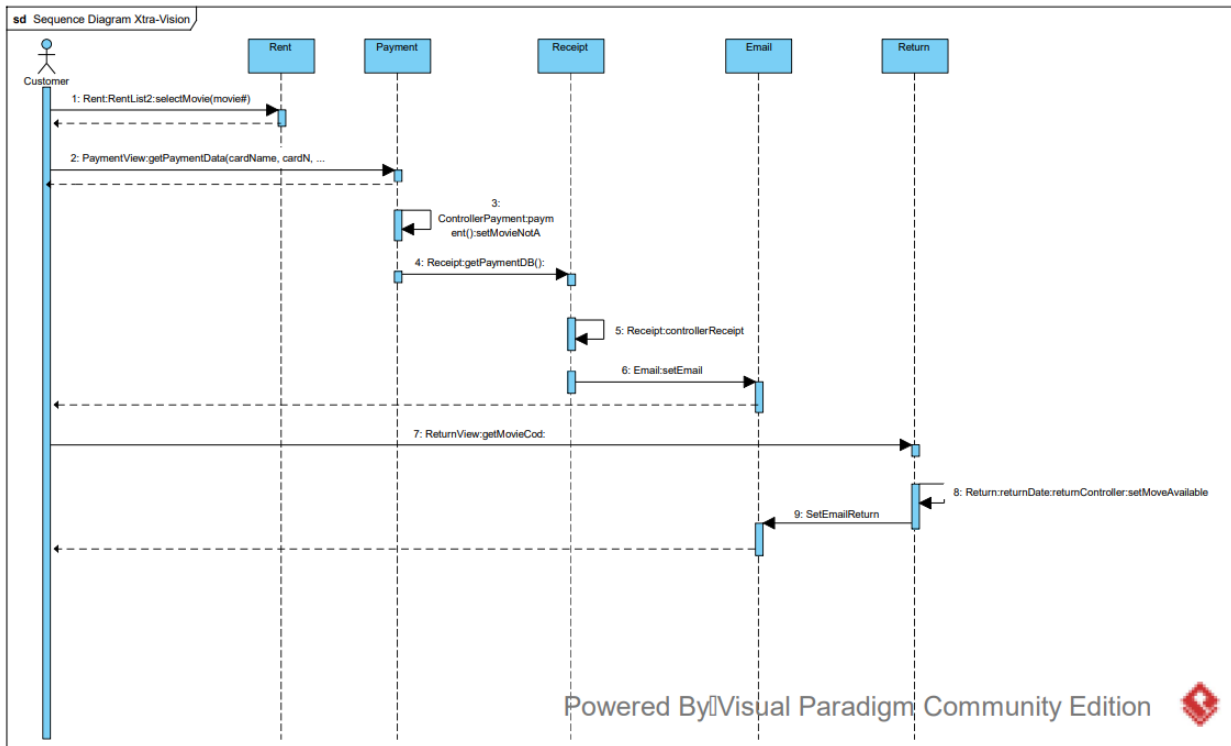 sd Sequence Diagram Xtra-Vision
Customer
Rent
Payment
Receipt
Email
Return
1: Rent:RentList2:selectMovie(movie#)
2: PaymentView:getPaymentData(cardName, cardN, ...
3:
ControllerPayment:paym
ent():setMovieNotA
4: Receipt:getPaymentDB():
5: Receipt:controllerReceipt
6: Email:setEmail
7: ReturnView:getMovieCod:
8: Return:returnDate:returnController:setMoveAvailable
9: SetEmailReturn
Powered By▯Visual Paradigm Community Edition